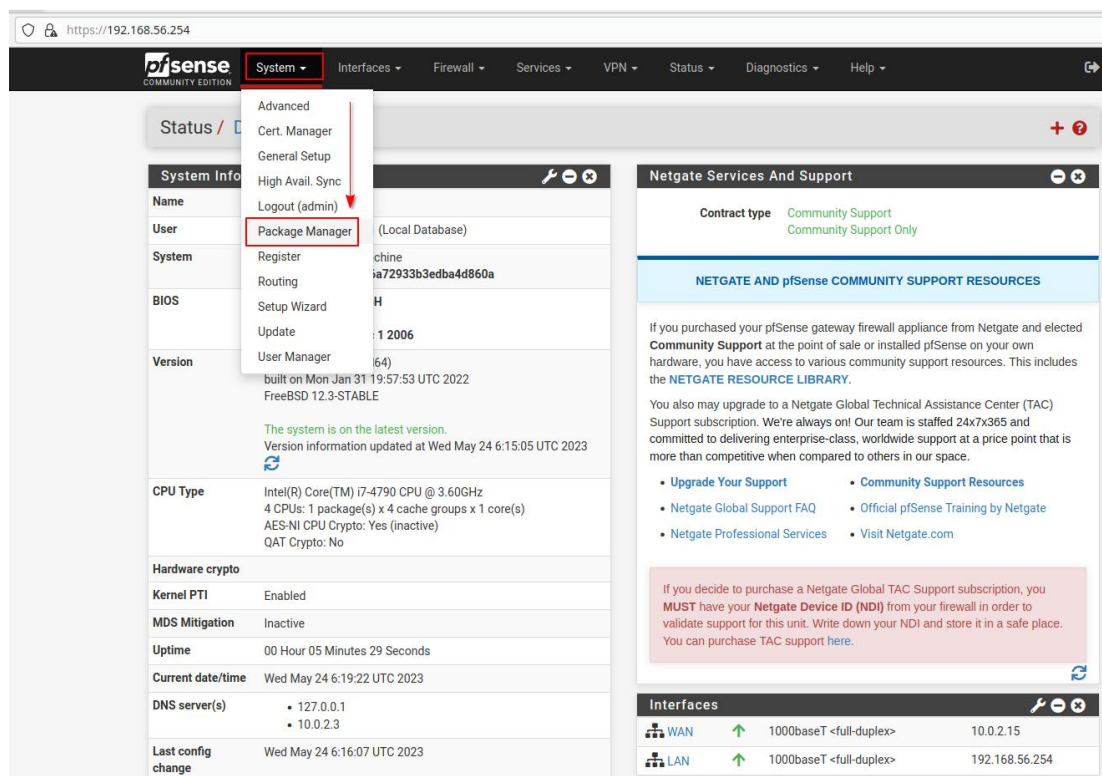 https://192.168.56.254
pfsense
COMMUNITY EDITION
System
Interfaces
Firewall
Services
VPN
Status
Diagnostics
Help
Status /
Advanced
Cert. Manager
General Setup
High Avail. Sync
Logout (admin)
Package Manager
Register
Routing
Setup Wizard
Update
User Manager
System Info
Name
User (Local Database)
System chine
a72933b3edba4d860a
BIOS H
1 2006
Version 64)
built on Mon Jan 31 19:57:53 UTC 2022
FreeBSD 12.3-STABLE
The system is on the latest version.
Version information updated at Wed May 24 6:15:05 UTC 2023
CPU Type Intel(R) Core(TM) i7-4790 CPU @ 3.60GHz
4 CPUs: 1 package(s) x 4 cache groups x 1 core(s)
AES-NI CPU Crypto: Yes (inactive)
QAT Crypto: No
Hardware crypto
Kernel PTI Enabled
MDS Mitigation Inactive
Uptime 00 Hour 05 Minutes 29 Seconds
Current date/time Wed May 24 6:19:22 UTC 2023
DNS server(s) • 127.0.0.1
• 10.0.2.3
Last config Wed May 24 6:16:07 UTC 2023
change
Netgate Services And Support
Contract type Community Support
Community Support Only
NETGATE AND pfSense COMMUNITY SUPPORT RESOURCES
If you purchased your pfSense gateway firewall appliance from Netgate and elected
Community Support at the point of sale or installed pfSense on your own
hardware, you have access to various community support resources. This includes
the NETGATE RESOURCE LIBRARY.
You also may upgrade to a Netgate Global Technical Assistance Center (TAC)
Support subscription. We're always on! Our team is staffed 24x7x365 and
committed to delivering enterprise-class, worldwide support at a price point that is
more than competitive when compared to others in our space.
• Upgrade Your Support • Community Support Resources
• Netgate Global Support FAQ • Official pfSense Training by Netgate
• Netgate Professional Services • Visit Netgate.com
If you decide to purchase a Netgate Global TAC Support subscription, you
MUST have your Netgate Device ID (NDI) from your firewall in order to
validate support for this unit. Write down your NDI and store it in a safe place.
You can purchase TAC support here.
Interfaces
WAN 1000baseT <full-duplex> 10.0.2.15
LAN 1000baseT <full-duplex> 192.168.56.254